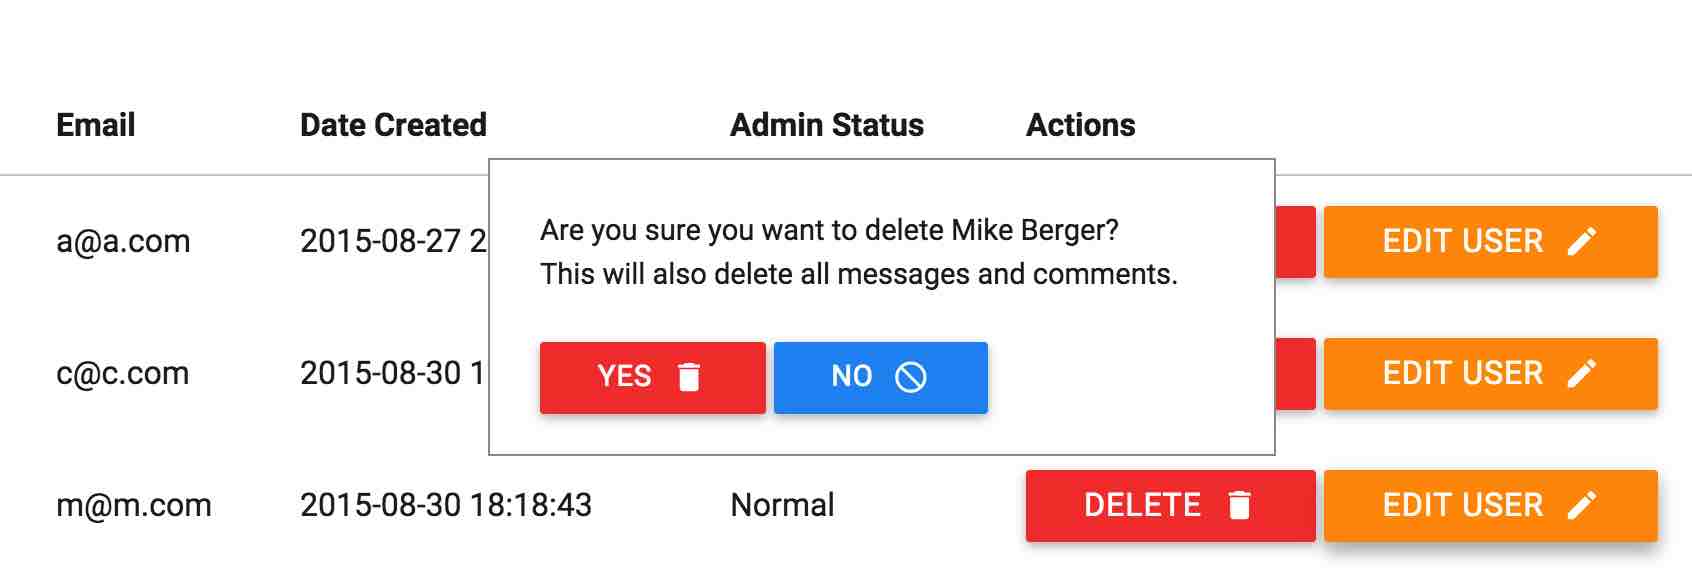 Email Date Created Admin Status Actions
Are you sure you want to delete Mike Berger?
This will also delete all messages and comments.
YES NO
a@a.com 2015-08-27 2 EDIT USER
c@c.com 2015-08-30 1 EDIT USER
m@m.com 2015-08-30 18:18:43 Normal DELETE EDIT USER